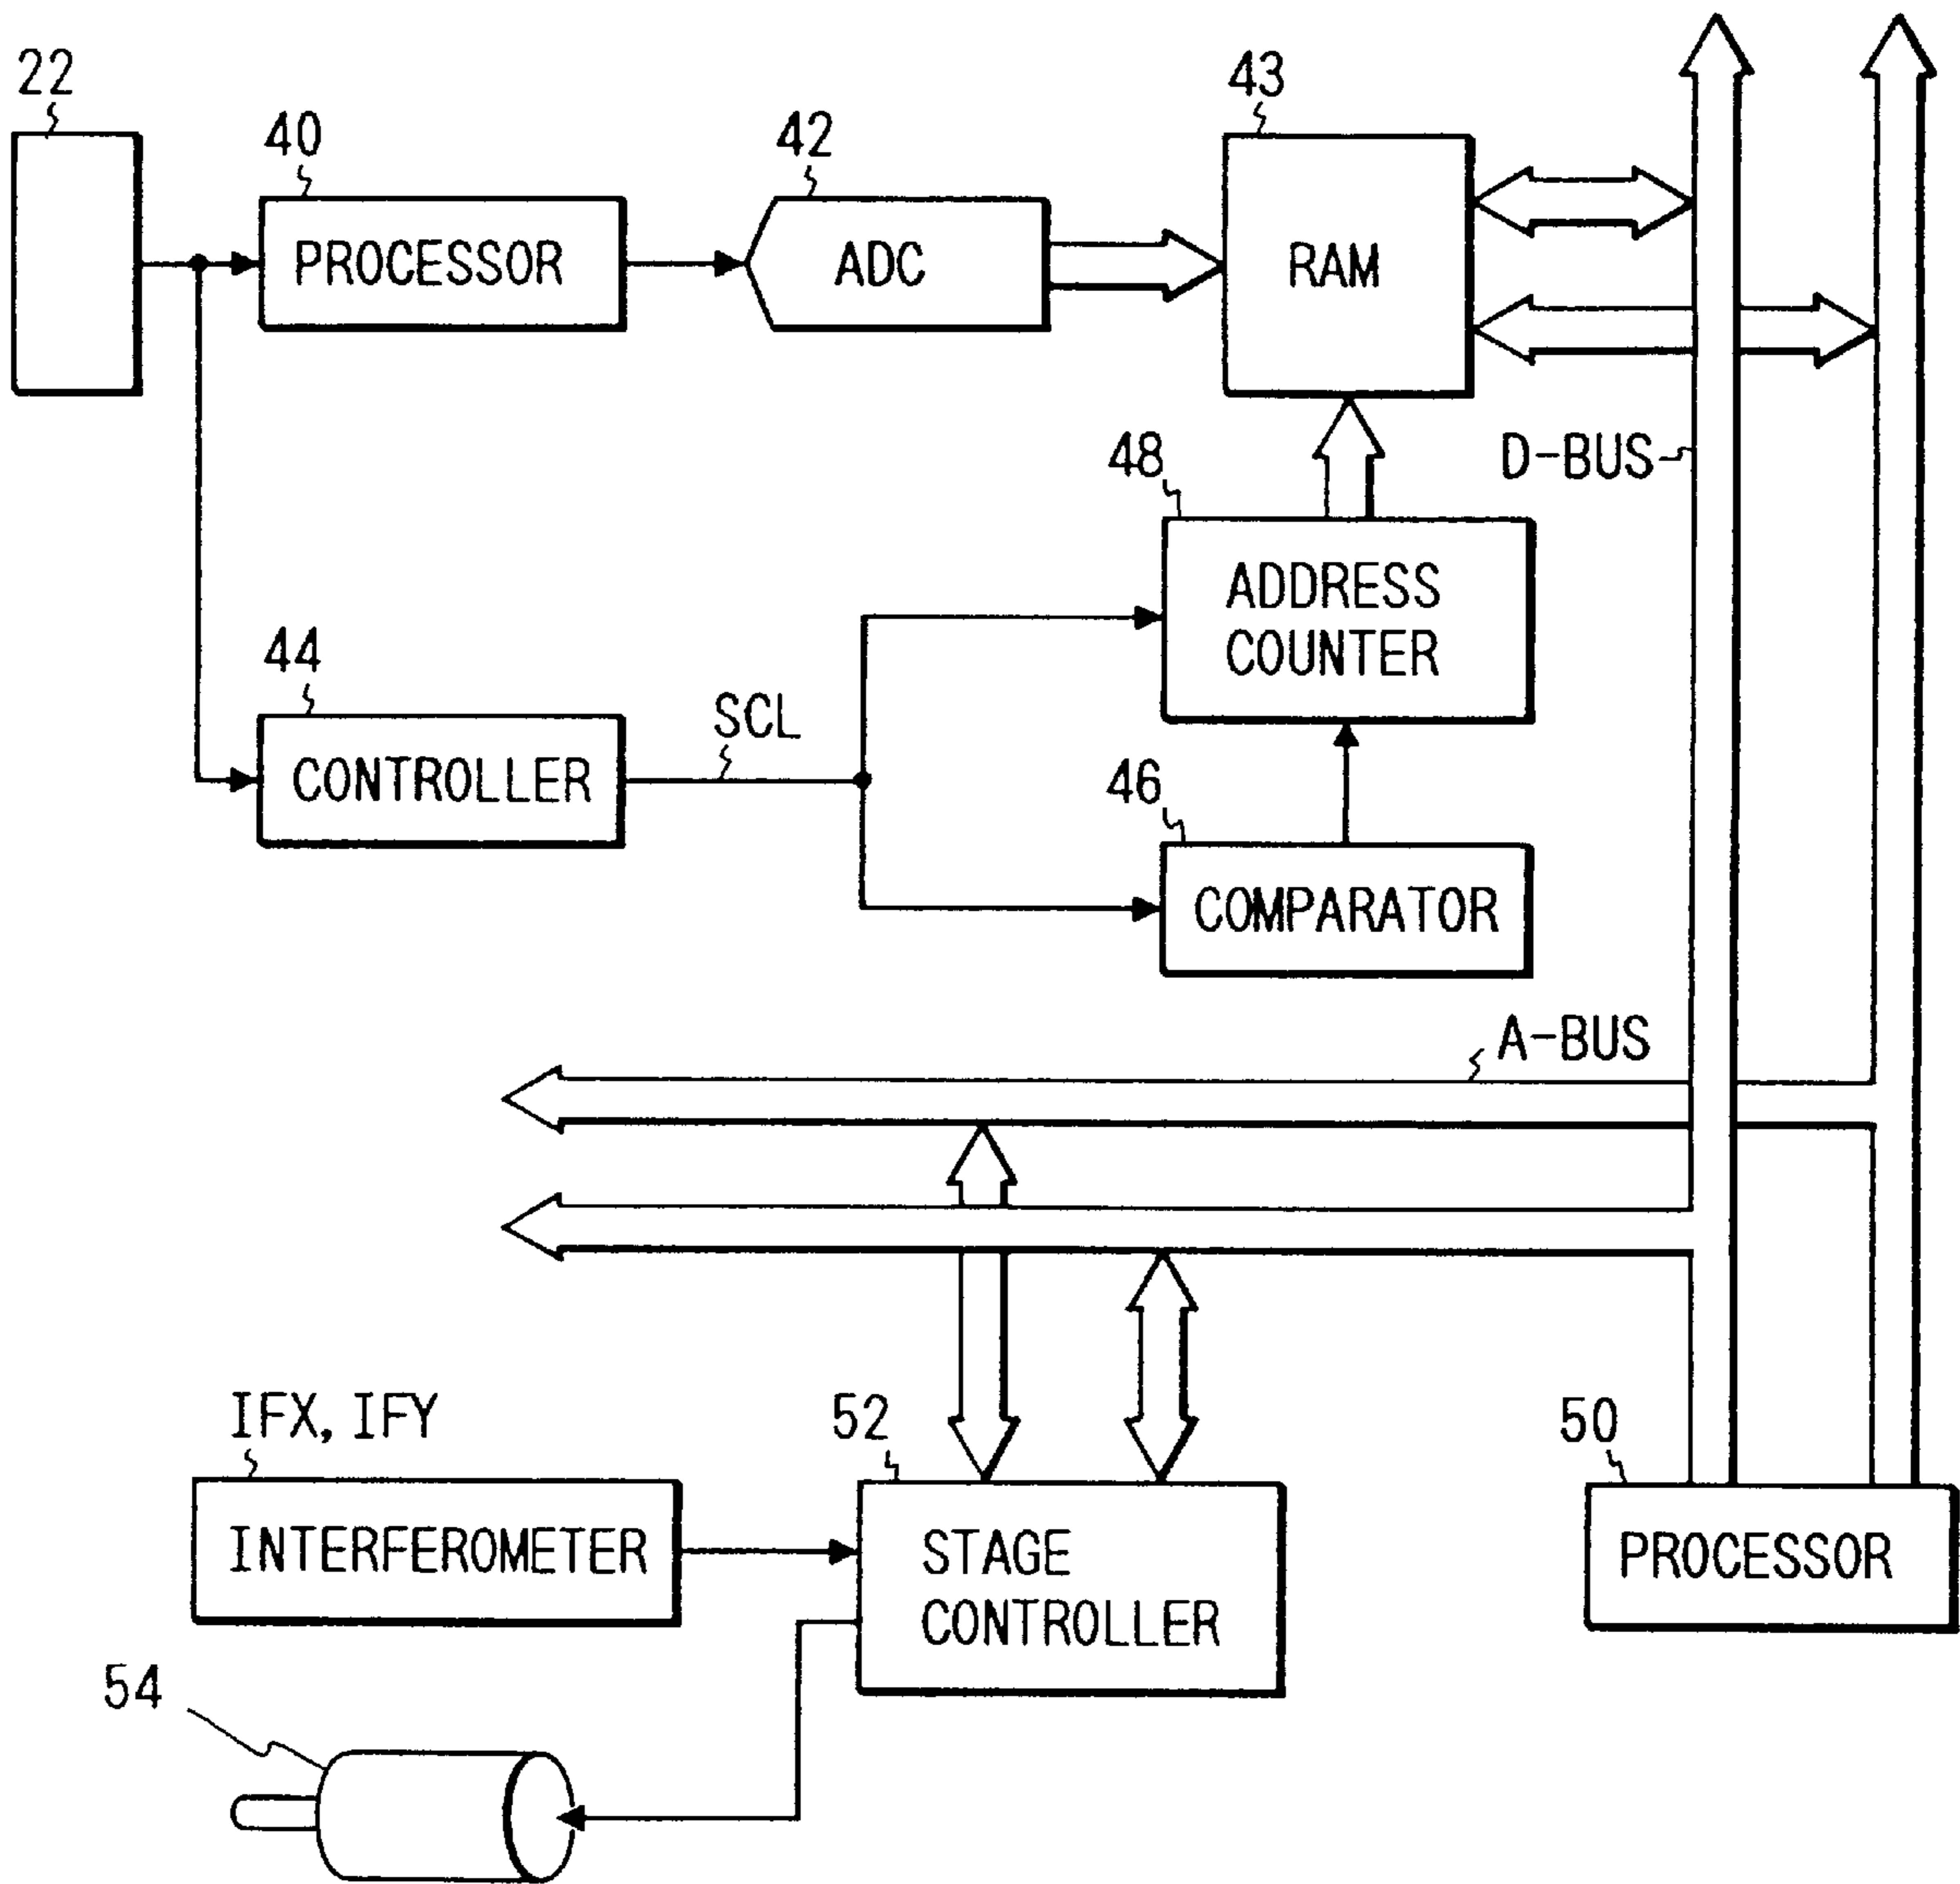 22
40
42
43
PROCESSOR
ADC
RAM
48
D-BUS
ADDRESS
COUNTER
44
SCL
CONTROLLER
46
COMPARATOR
A-BUS
IFX, IFY
52
50
INTERFEROMETER
STAGE
CONTROLLER
PROCESSOR
54